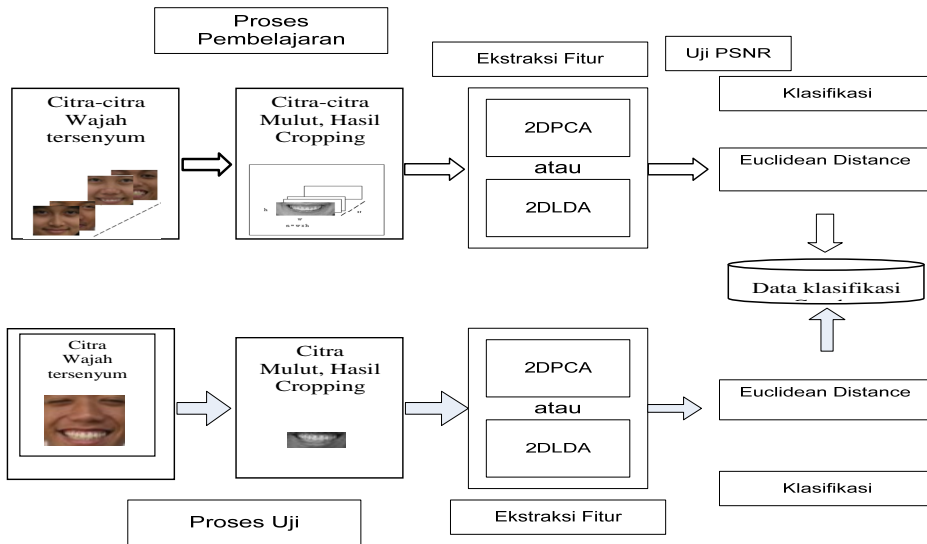 Proses
Pembelajaran
Ekstraksi Fitur
Uji PSNR
Klasifikasi
Citra-citra
Wajah
tersenyum
Citra-citra
Mulut, Hasil
Cropping
h
w
n
n = w x h
2DPCA
atau
2DLDA
Euclidean Distance
Data klasifikasi
Citra
Wajah
tersenyum
Citra
Mulut, Hasil
Cropping
2DPCA
atau
2DLDA
Euclidean Distance
Klasifikasi
Proses Uji
Ekstraksi Fitur